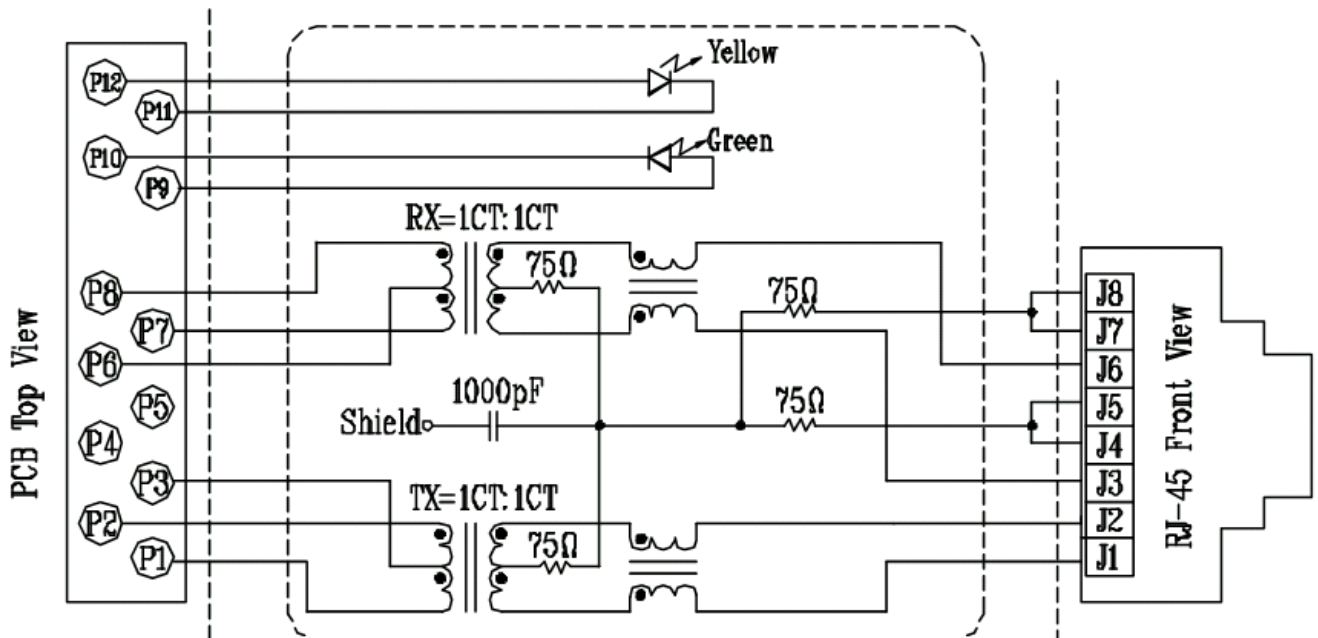 P12
Yellow
P11
P10
Green
P9
RX=1CT:1CT
75Ω
75Ω
P8
P7
P6
P5
P4
P3
P2
P1
PCB Top View
1000pF
Shield
75Ω
TX=1CT:1CT
75Ω
J8
J7
J6
J5
J4
J3
J2
J1
RJ-45 Front View